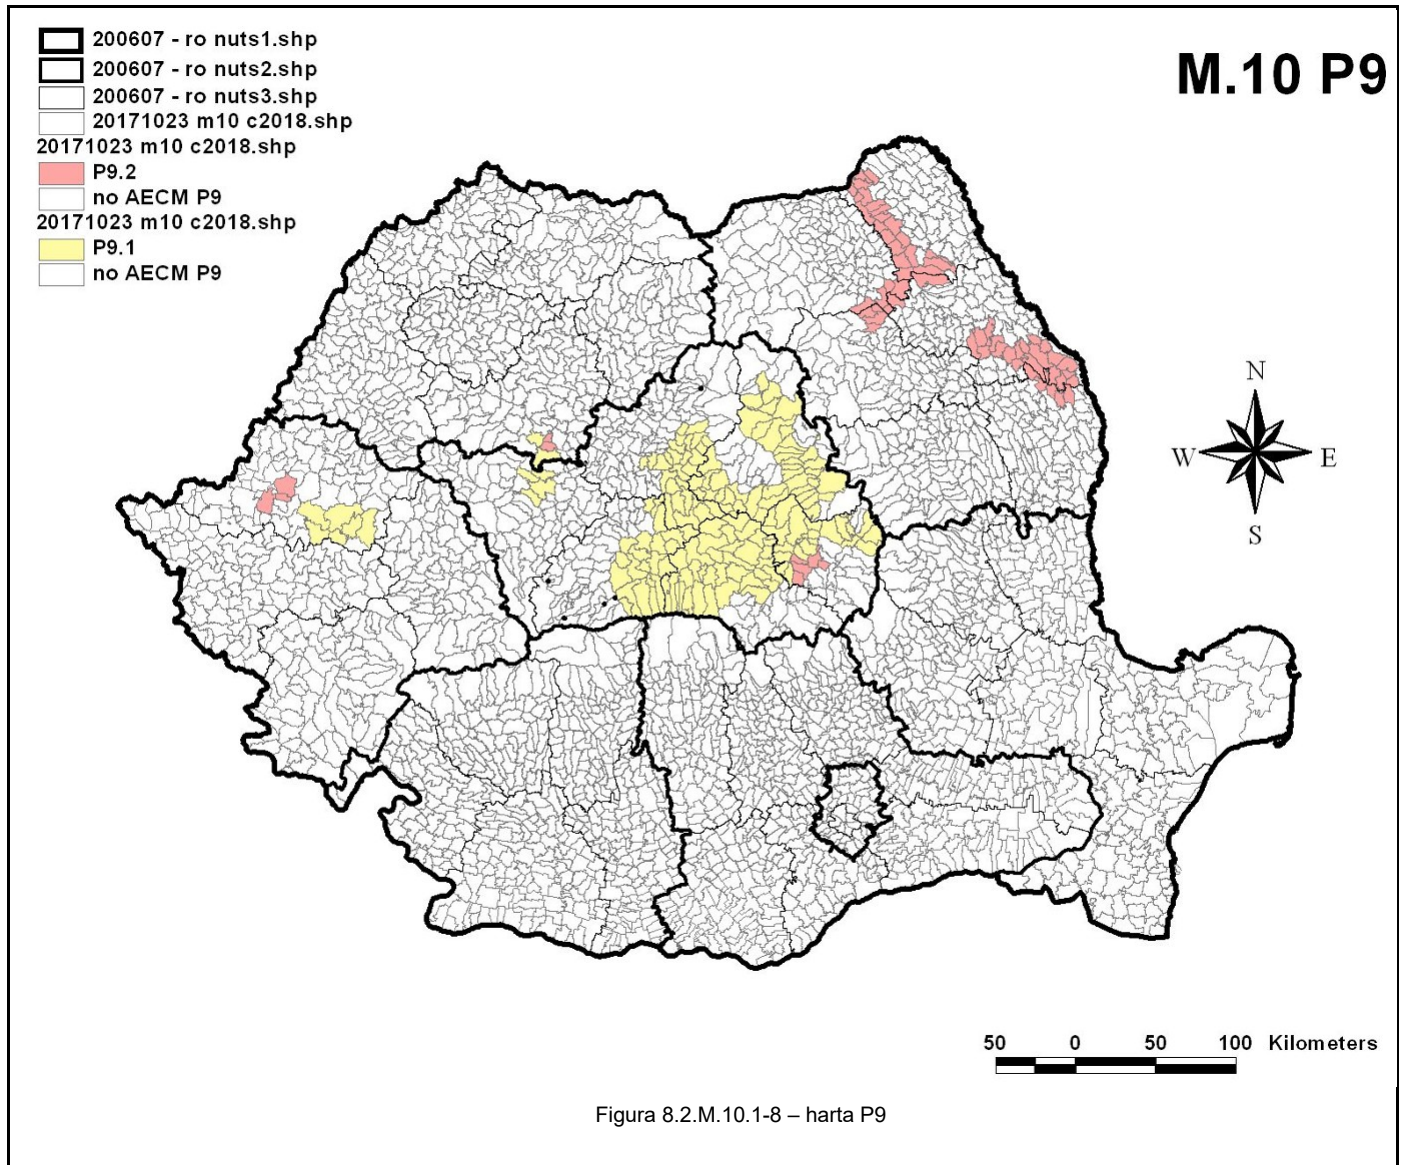 200607 - ro nuts1.shp
200607 - ro nuts2.shp
200607 - ro nuts3.shp
20171023 m10 c2018.shp
20171023 m10 c2018.shp
P9.2
no AECM P9
20171023 m10 c2018.shp
P9.1
no AECM P9
M.10 P9
N
W E
S
50 0 50 100 Kilometers
Figura 8.2.M.10.1-8 – harta P9